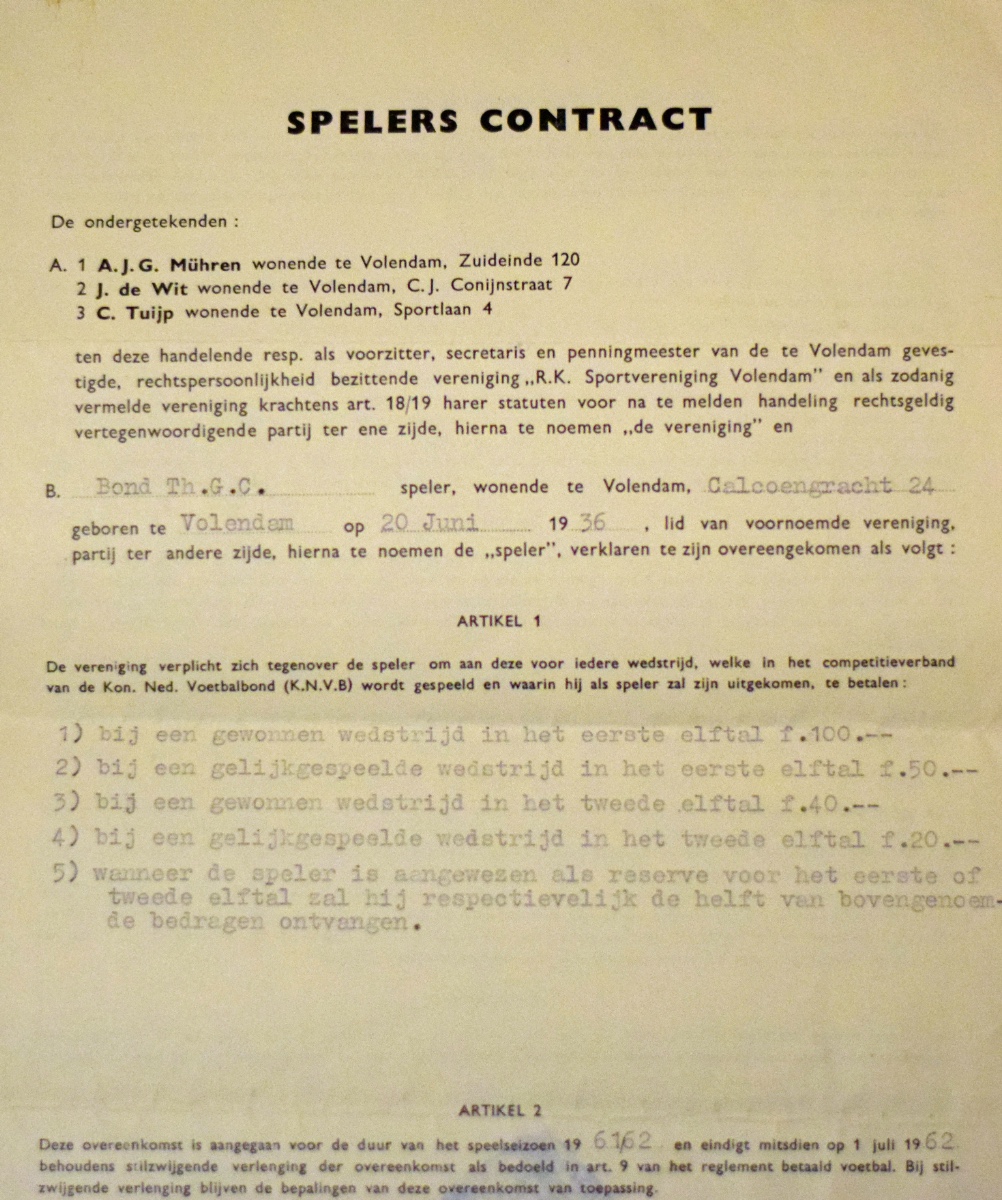 SPELERS CONTRACT
De ondergetekenden :
A. 1 A.J.G. Mühren wonende te Volendam, Zuideinde 120
2 J. de Wit wonende te Volendam, C.J. Conijnstraat 7
3 C. Tuijp wonende te Volendam, Sportlaan 4
ten deze handelende resp. als voorzitter, secretaris en penningmeester van de te Volendam geves-
tigde, rechtspersoonlijkheid bezittende vereniging „R.K. Sportvereniging Volendam" en als zodanig
vermelde vereniging krachtens art. 18/19 harer statuten voor na te melden handeling rechtsgeldig
vertegenwoordigende partij ter ene zijde, hierna te noemen „de vereniging" en
B. Bond Th.G.C. speler, wonende te Volendam, Calcoengracht 24
geboren te Volendam op 20 Juni 19 36 , lid van voornoemde vereniging,
partij ter andere zijde, hierna te noemen de „speler", verklaren te zijn overeengekomen als volgt :
ARTIKEL 1
De vereniging verplicht zich tegenover de speler om aan deze voor iedere wedstrijd, welke in het competitieverband
van de Kon. Ned. Voetbalbond (K.N.V.B) wordt gespeeld en waarin hij als speler zal zijn uitgekomen, te betalen :
1) bij een gewonnen wedstrijd in het eerste elftal f.100.--
2) bij een gelijkgespeelde wedstrijd in het eerste elftal f.50.--
3) bij een gewonnen wedstrijd in het tweede elftal f.40.--
4) bij een gelijkgespeelde wedstrijd in het tweede elftal f.20.--
5) wanneer de speler is aangewezen als reserve voor het eerste of
tweede elftal zal hij respectievelijk de helft van bovengenoem-
de bedragen ontvangen.
ARTIKEL 2
Deze overeenkomst is aangegaan voor de duur van het speelseizoen 19 61/62 en eindigt mitsdien op 1 juli 19 62
behoudens stilzwijgende verlenging der overeenkomst als bedoeld in art. 9 van het reglement betaald voetbal. Bij stil-
zwijgende verlenging blijven de bepalingen van deze overeenkomst van toepassing.